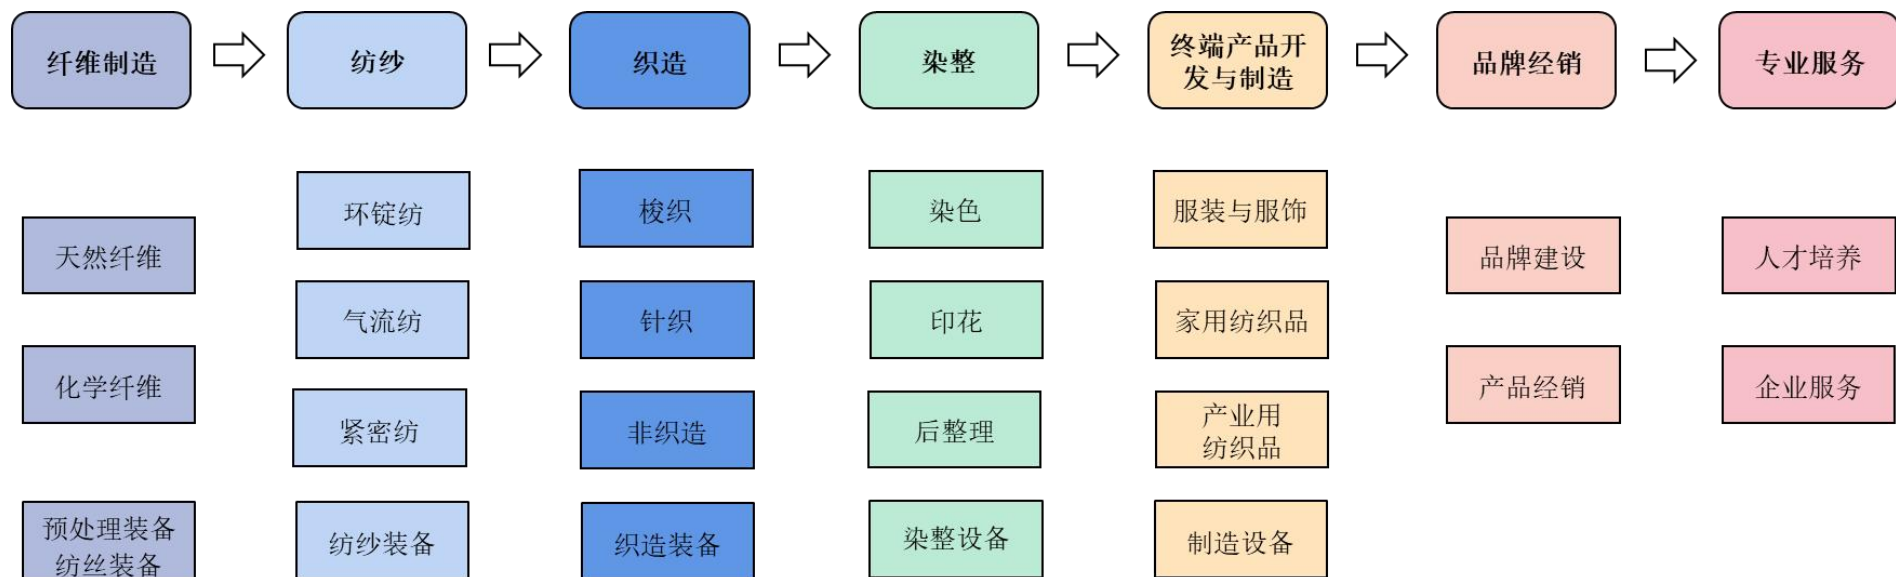 纤维制造
纺纱
织造
染整
终端产品开
发与制造
品牌经销
专业服务
天然纤维
化学纤维
预处理装备
纺丝装备
环锭纺
气流纺
紧密纺
纺纱装备
梭织
针织
非织造
织造装备
染色
印花
后整理
染整设备
服装与服饰
家用纺织品
产业用
纺织品
制造设备
品牌建设
产品经销
人才培养
企业服务